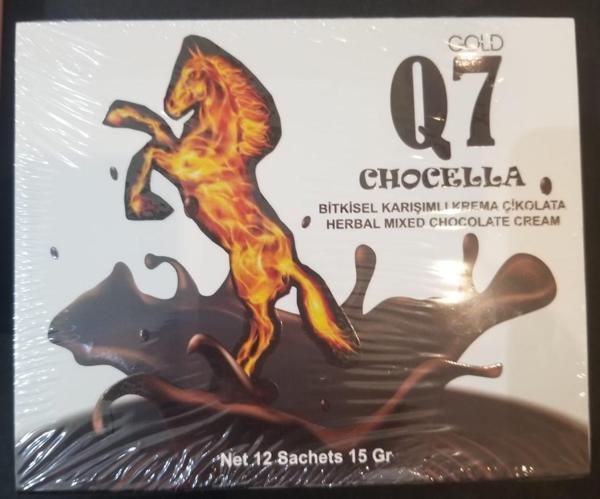 GOLD
Q7
CHOCELLA
BİTKİSEL KARIŞIMLI KREMA ÇİKOLATA
HERBAL MIXED CHOCOLATE CREAM
Net 12 Sachets 15 Gr